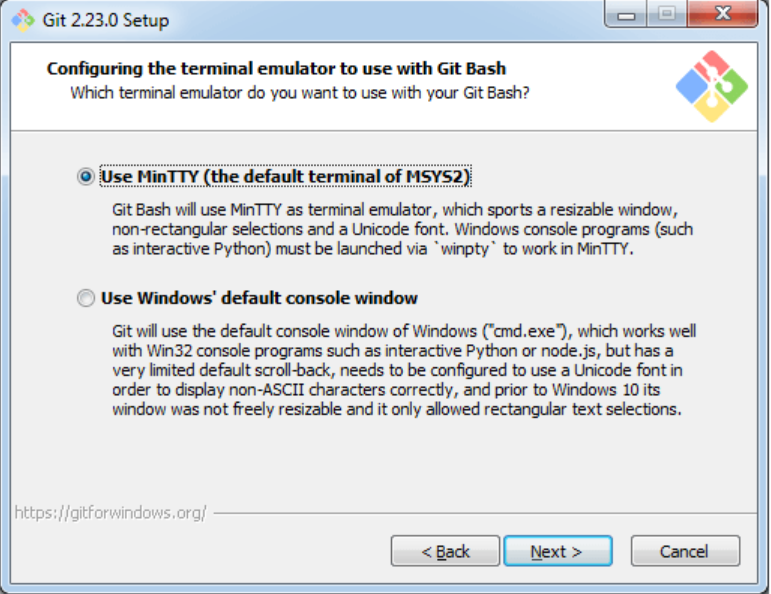 Git 2.23.0 Setup
Configuring the terminal emulator to use with Git Bash
Which terminal emulator do you want to use with your Git Bash?
Use MinTTY (the default terminal of MSYS2)
Git Bash will use MinTTY as terminal emulator, which sports a resizable window,
non-rectangular selections and a Unicode font. Windows console programs (such
as interactive Python) must be launched via `winpty` to work in MinTTY.
Use Windows' default console window
Git will use the default console window of Windows ("cmd.exe"), which works well
with Win32 console programs such as interactive Python or node.js, but has a
very limited default scroll-back, needs to be configured to use a Unicode font in
order to display non-ASCII characters correctly, and prior to Windows 10 its
window was not freely resizable and it only allowed rectangular text selections.
https://gitforwindows.org/
< Back Next > Cancel